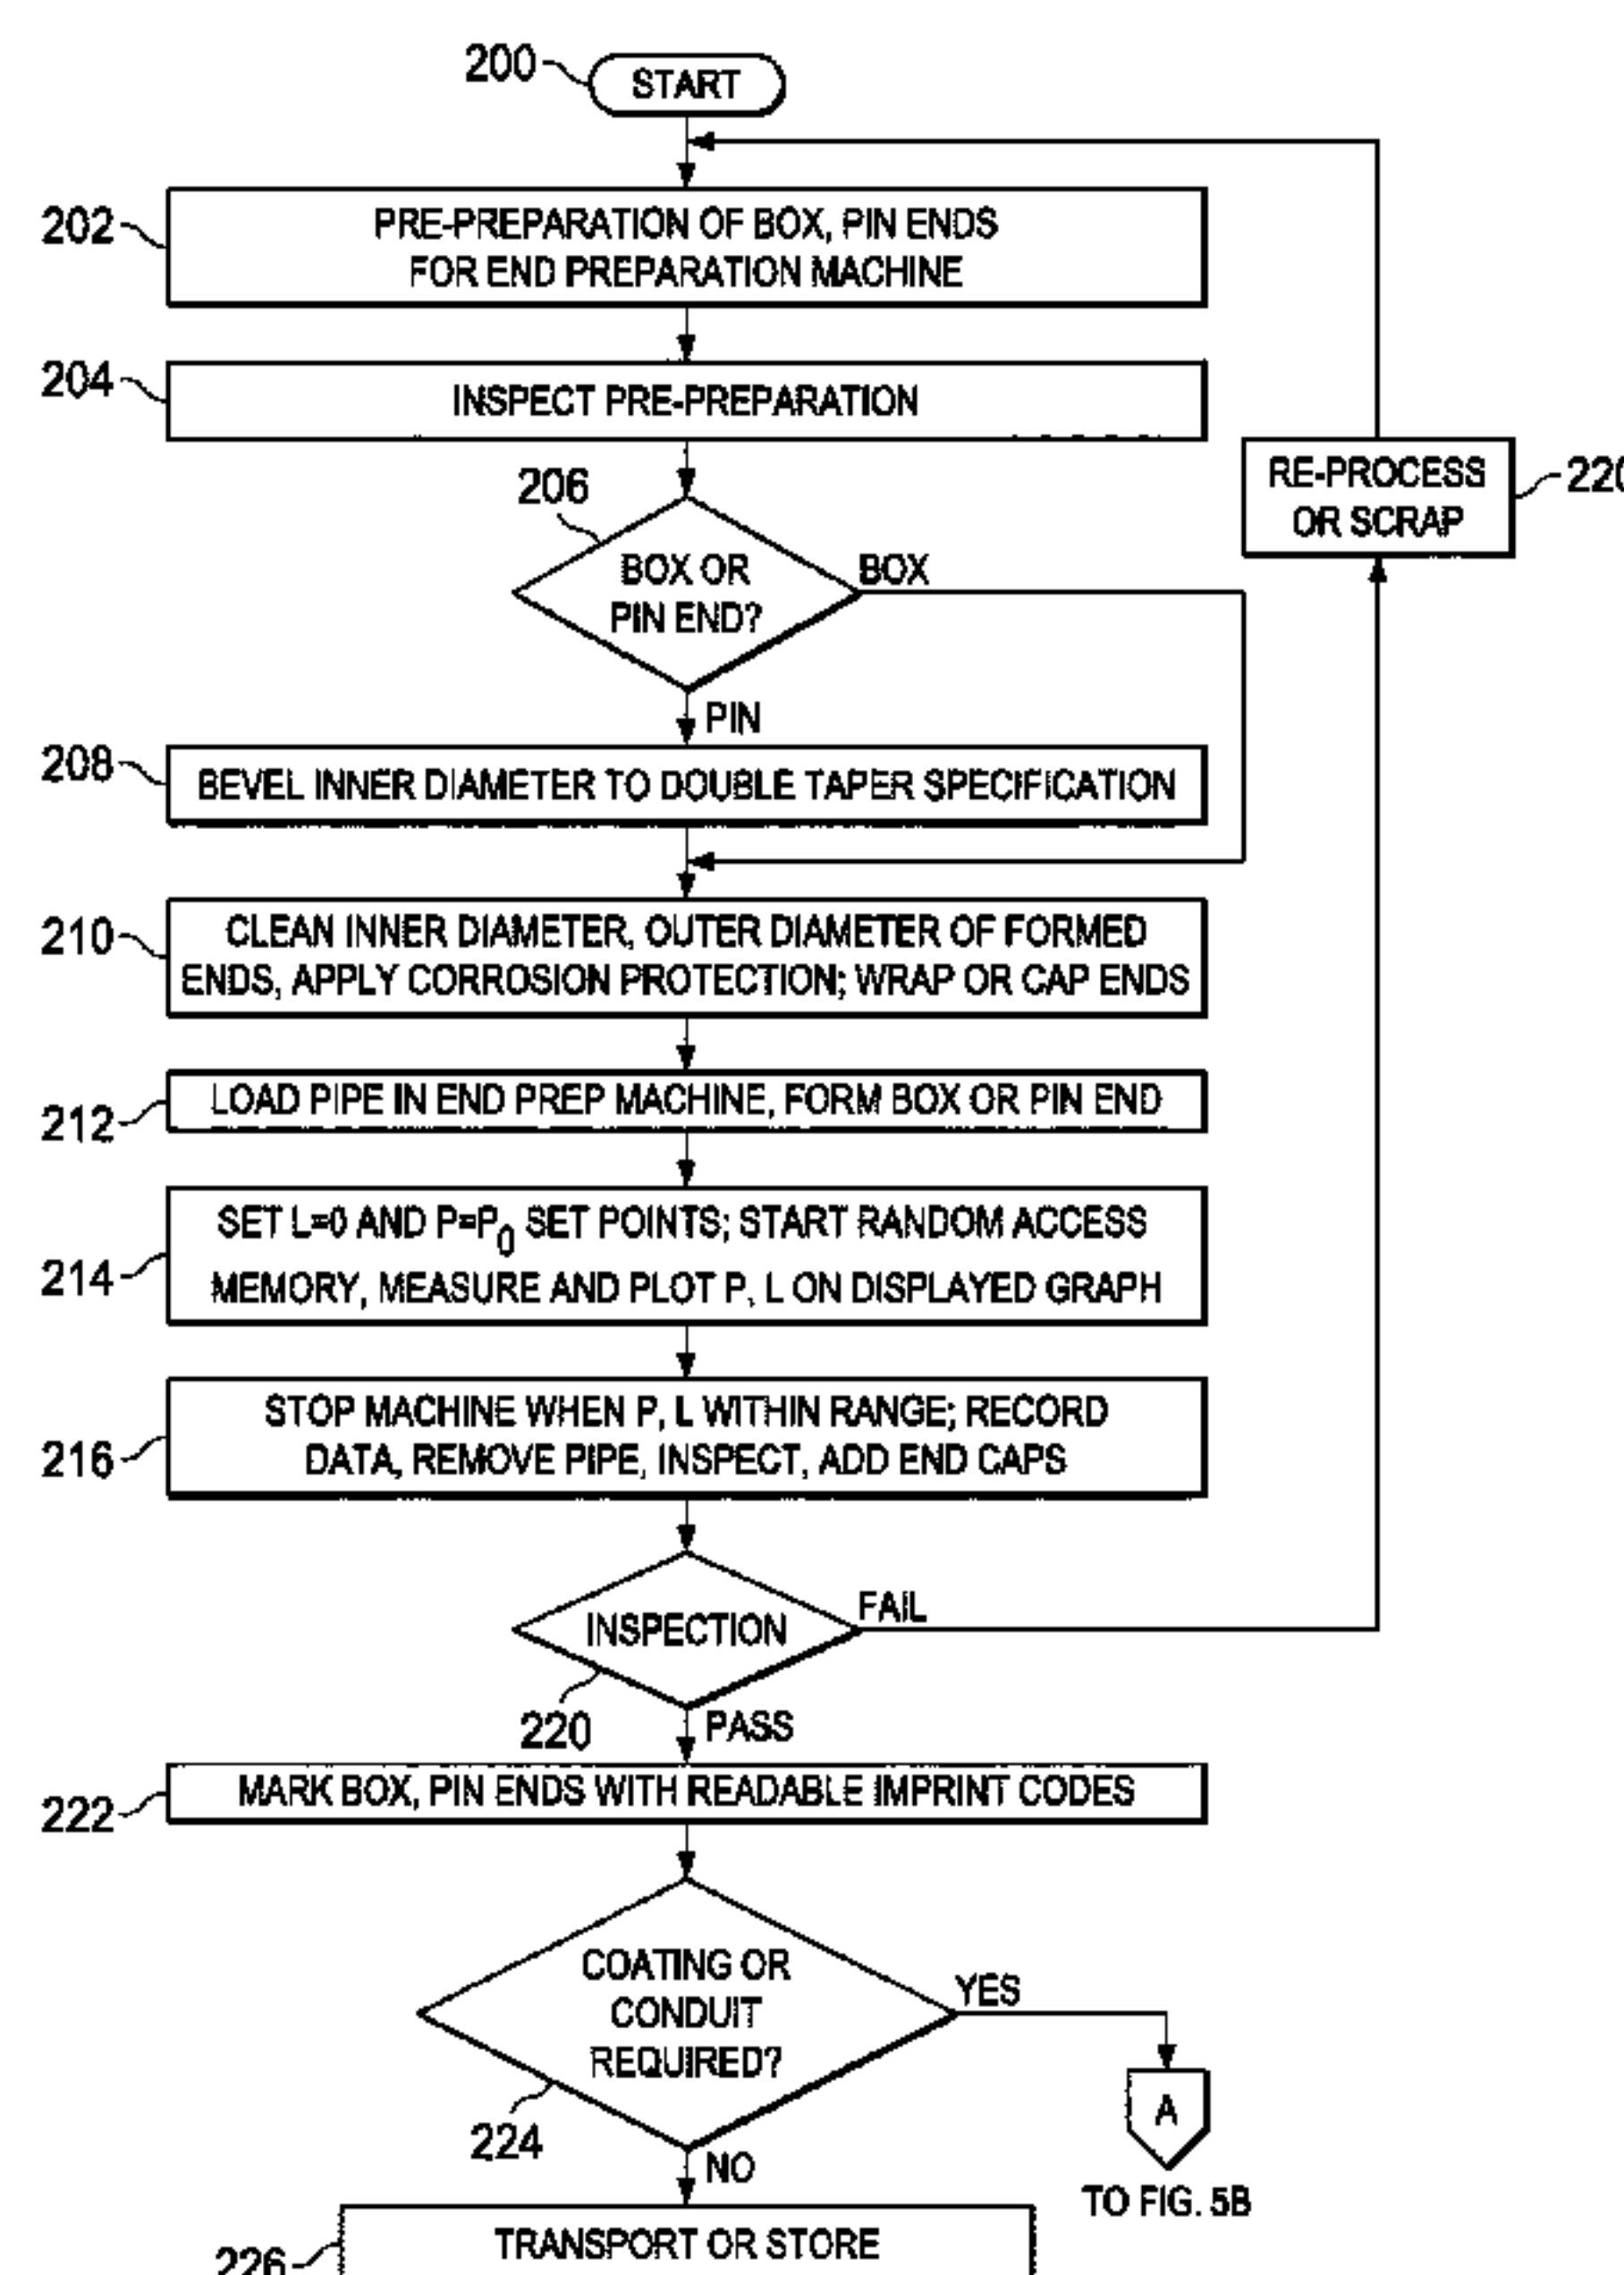 200
START
202
PRE-PREPARATION OF BOX, PIN ENDS
FOR END PREPARATION MACHINE
204
INSPECT PRE-PREPARATION
RE-PROCESS
OR SCRAP
220
206
BOX OR
PIN END?
BOX
PIN
208
BEVEL INNER DIAMETER TO DOUBLE TAPER SPECIFICATION
210
CLEAN INNER DIAMETER, OUTER DIAMETER OF FORMED
ENDS, APPLY CORROSION PROTECTION; WRAP OR CAP ENDS
212
LOAD PIPE IN END PREP MACHINE, FORM BOX OR PIN END
214
SET L=0 AND P=P0 SET POINTS; START RANDOM ACCESS
MEMORY, MEASURE AND PLOT P, L ON DISPLAYED GRAPH
216
STOP MACHINE WHEN P, L WITHIN RANGE; RECORD
DATA, REMOVE PIPE, INSPECT, ADD END CAPS
INSPECTION
FAIL
220
PASS
222
MARK BOX, PIN ENDS WITH READABLE IMPRINT CODES
COATING OR
CONDUIT
REQUIRED?
YES
224
A
NO
TO FIG. 5B
226
TRANSPORT OR STORE